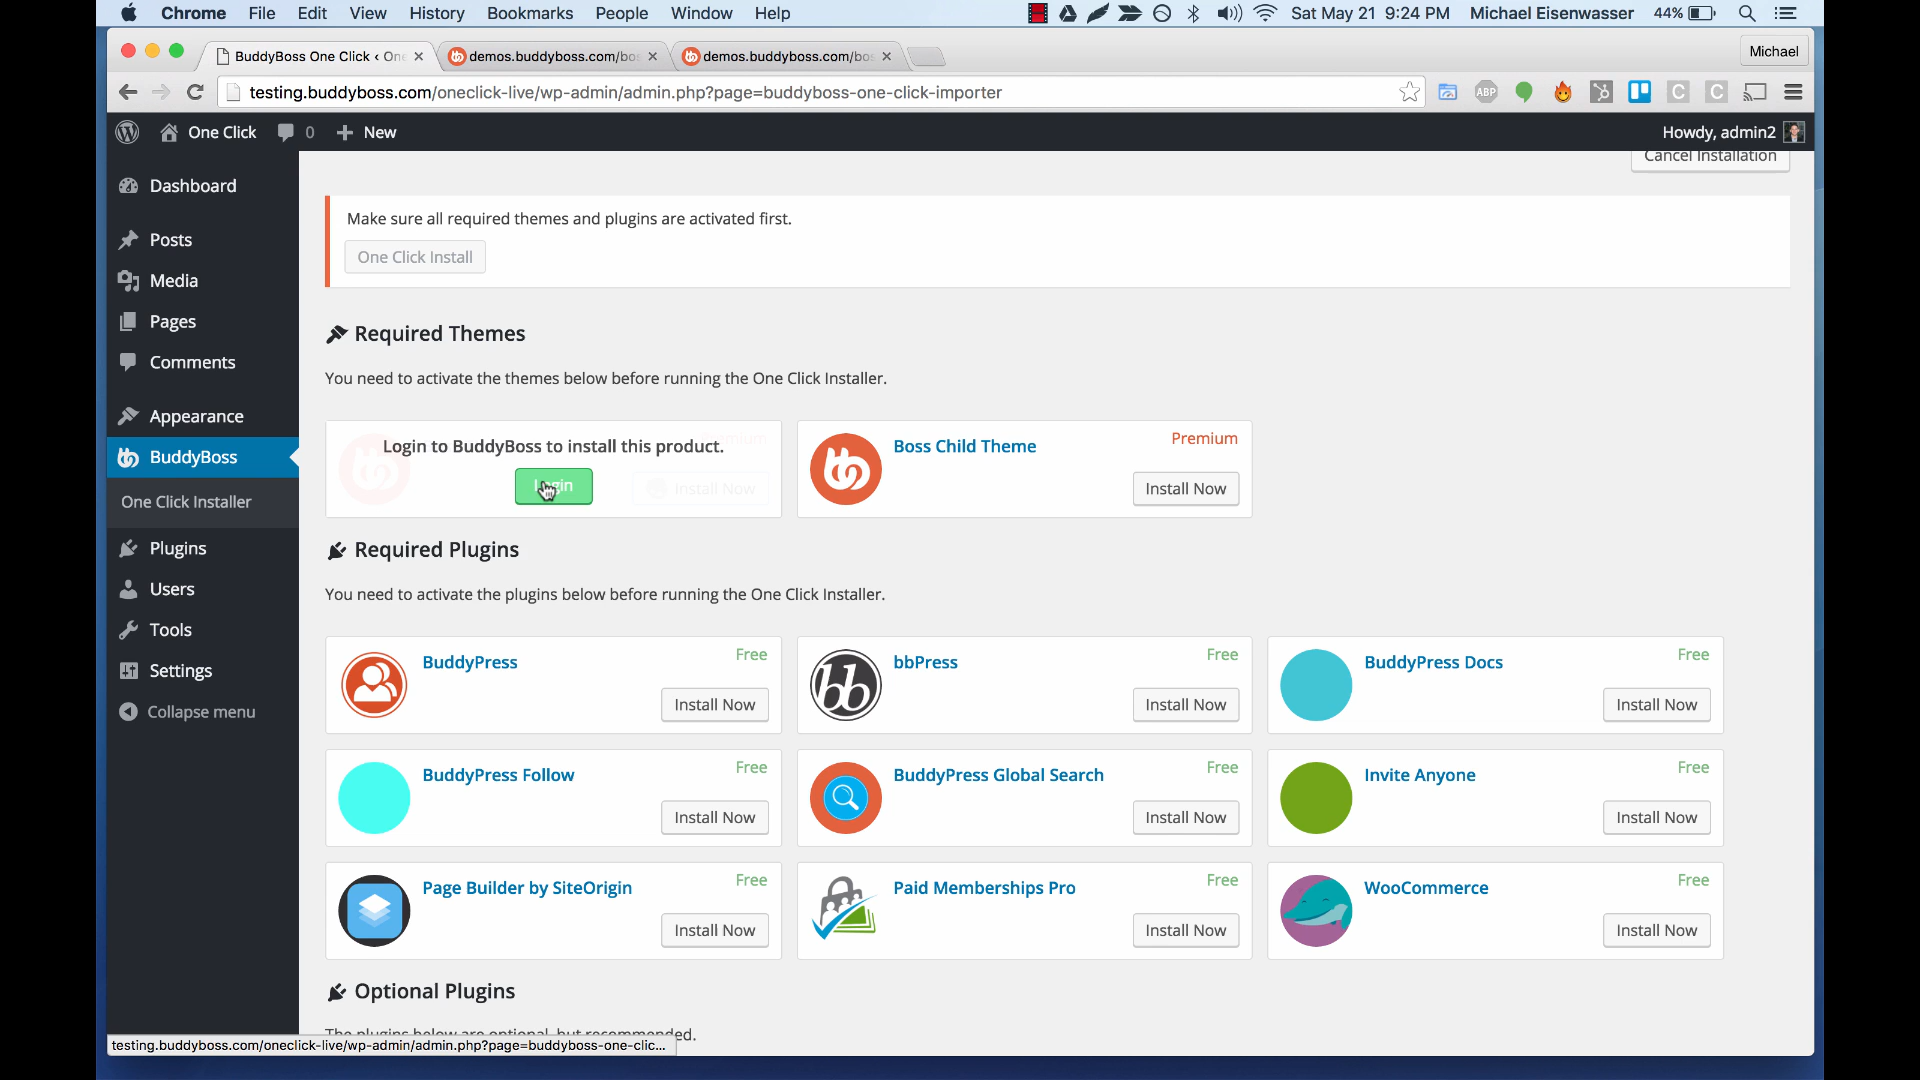 Chrome File Edit View History Bookmarks People Window Help Sat May 21 9:24 PM Michael Eisenwasser 44%
BuddyBoss One Click ‹ One demos.buddyboss.com/bos demos.buddyboss.com/bos Michael
testing.buddyboss.com/oneclick-live/wp-admin/admin.php?page=buddyboss-one-click-importer ABP C C
One Click 0 New Howdy, admin2
Cancel Installation
Dashboard
Posts
Media
Pages
Comments
Appearance
BuddyBoss
One Click Installer
Plugins
Users
Tools
Settings
Collapse menu
Make sure all required themes and plugins are activated first.
One Click Install
Required Themes
You need to activate the themes below before running the One Click Installer.
Login to BuddyBoss to install this product.
Premium
Login
Install Now
Boss Child Theme
Premium
Install Now
Required Plugins
You need to activate the plugins below before running the One Click Installer.
BuddyPress
Free
Install Now
bb
bbPress
Free
Install Now
BuddyPress Docs
Free
Install Now
BuddyPress Follow
Free
Install Now
BuddyPress Global Search
Free
Install Now
Invite Anyone
Free
Install Now
Page Builder by SiteOrigin
Free
Install Now
Paid Memberships Pro
Free
Install Now
WooCommerce
Free
Install Now
Optional Plugins
The plugins below are optional, but recommended.
testing.buddyboss.com/oneclick-live/wp-admin/admin.php?page=buddyboss-one-clic...